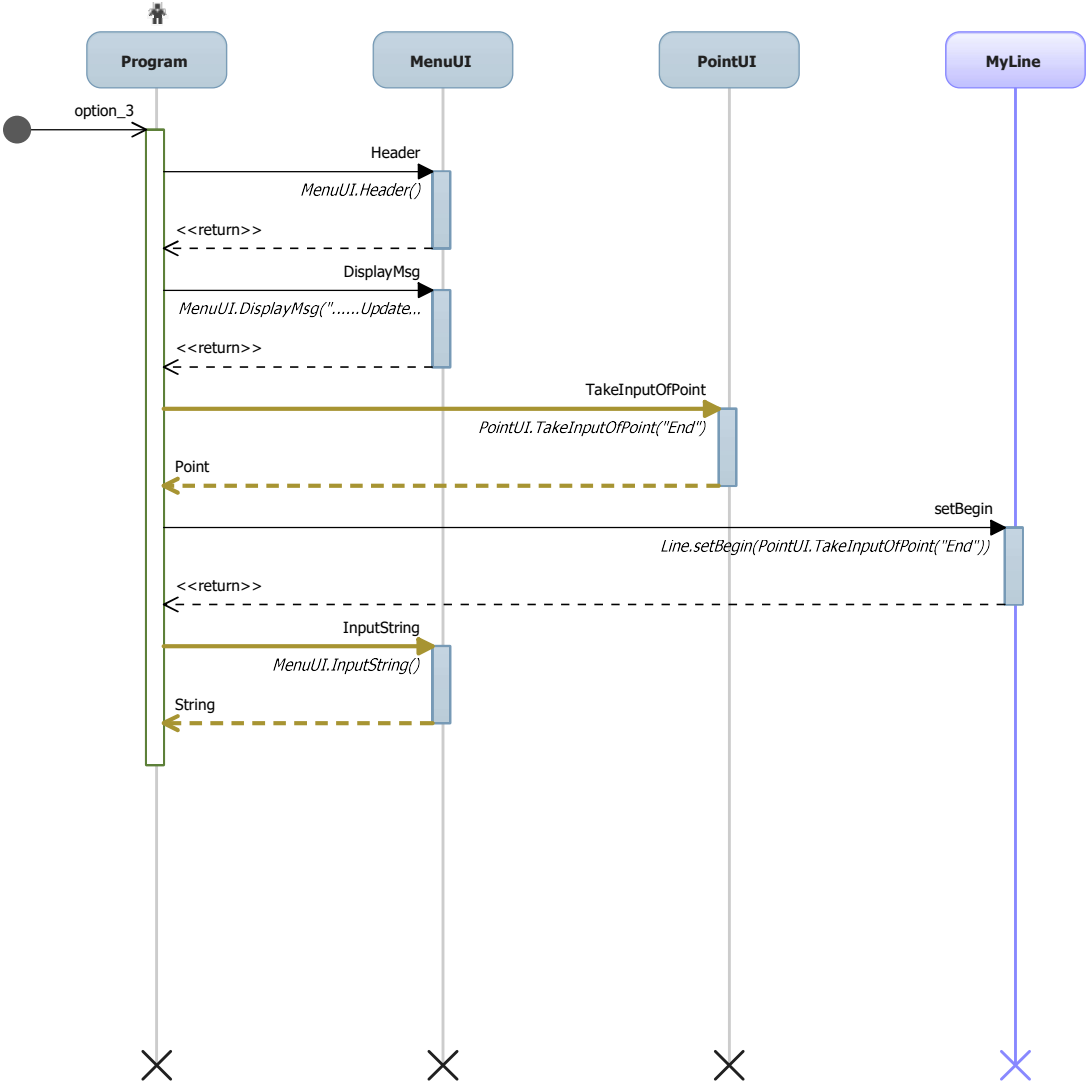 Program MenuUI PointUI MyLine
option_3
Header
MenuUI.Header()
<<return>>
DisplayMsg
MenuUI.DisplayMsg("......Update...
<<return>>
TakeInputOfPoint
PointUI.TakeInputOfPoint("End")
Point
setBegin
Line.setBegin(PointUI.TakeInputOfPoint("End"))
<<return>>
InputString
MenuUI.InputString()
String